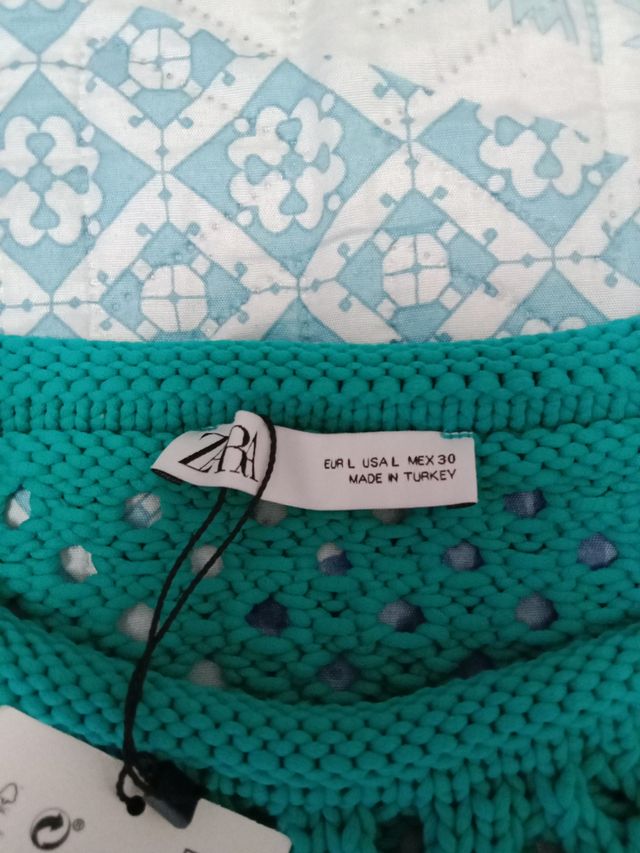 ZARA
EUR L USA L MEX 30
MADE IN TURKEY
®